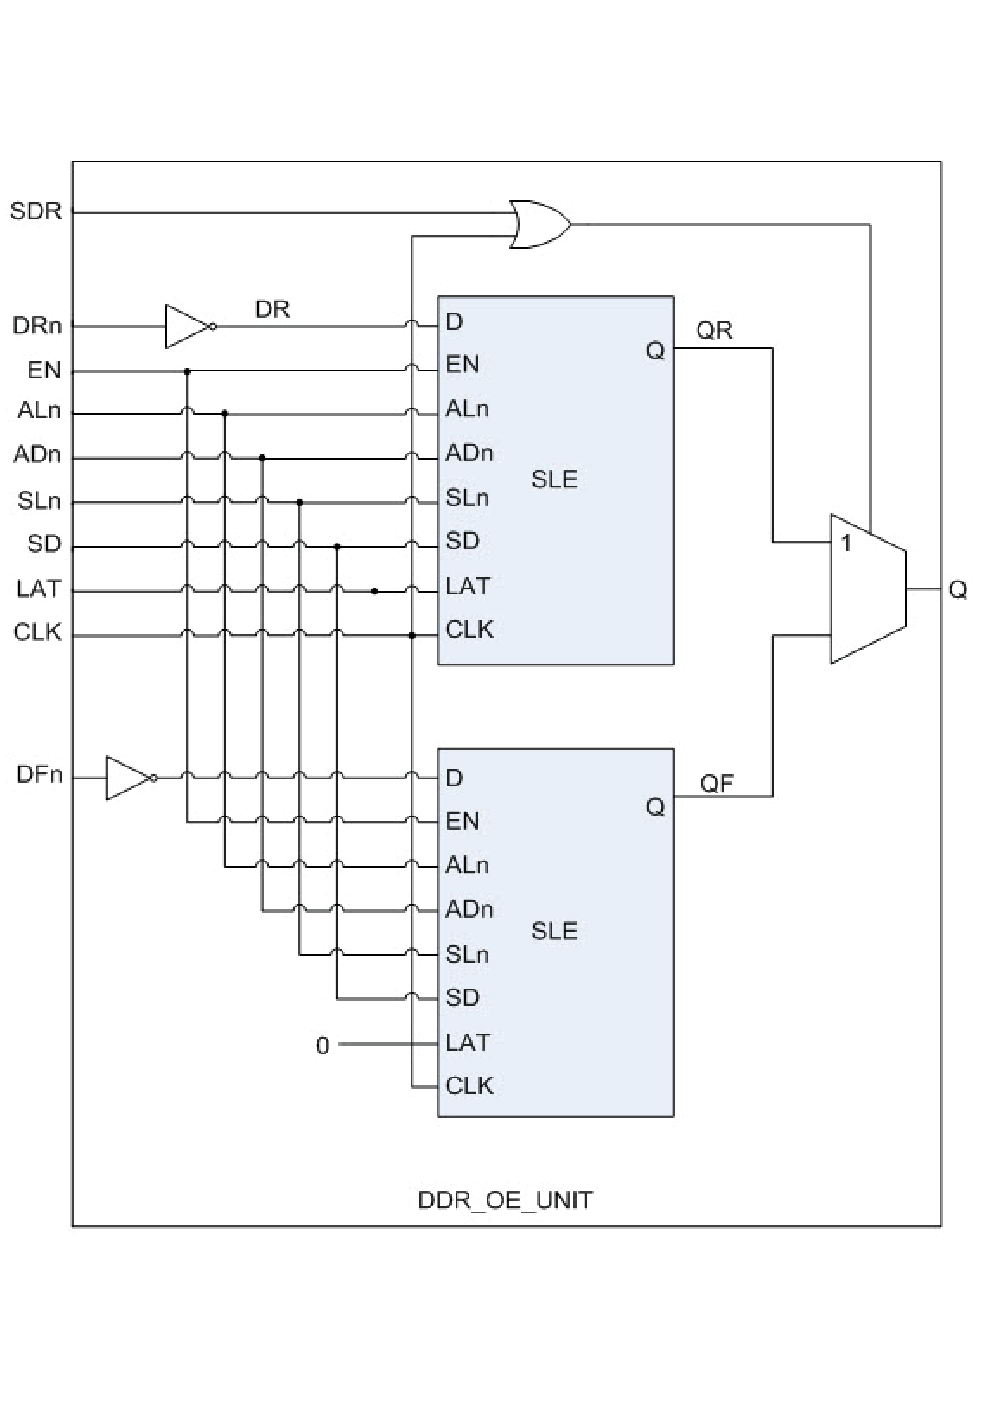 SDR
DRn
DR
EN
ALn
ADn
SLn
SD
LAT
CLK
D
EN
ALn
ADn
SLn
SD
LAT
CLK
SLE
Q
QR
1
Q
DFn
D
EN
ALn
ADn
SLn
SD
0
LAT
CLK
SLE
Q
QF
DDR_OE_UNIT